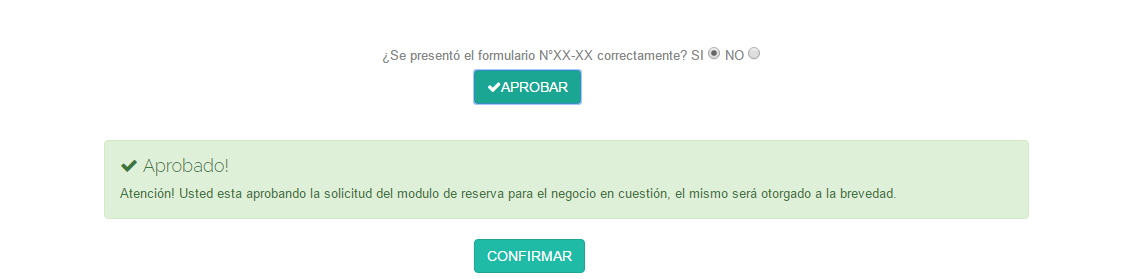 ¿Se presentó el formulario N°XX-XX correctamente? SI NO
APROBAR
Aprobado!
Atención! Usted esta aprobando la solicitud del modulo de reserva para el negocio en cuestión, el mismo será otorgado a la brevedad.
CONFIRMAR